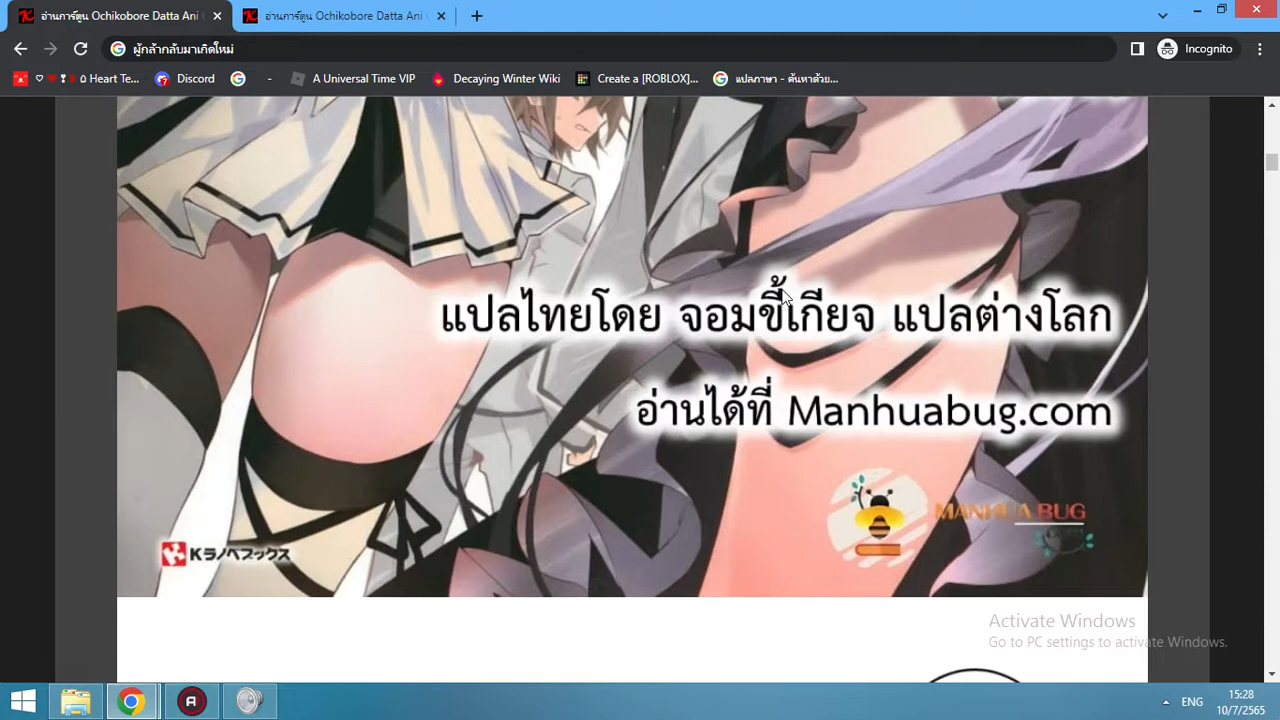 อ่านการ์ตูน Ochikobore Datta Ani
อ่านการ์ตูน Ochikobore Datta Ani
ผู้กล้ากลับมาเกิดใหม่
Incognito
Heart Te...
Discord
-
A Universal Time VIP
Decaying Winter Wiki
Create a [ROBLOX]...
แปลภาษา - ค้นหาด้วย...
แปลไทยโดย จอมขี้เกียจ แปลต่างโลก
อ่านได้ที่ Manhuabug.com
MANHUA BUG
Kラノベブックス
Activate Windows
Go to PC settings to activate Windows.
ENG
15:28
10/7/2565